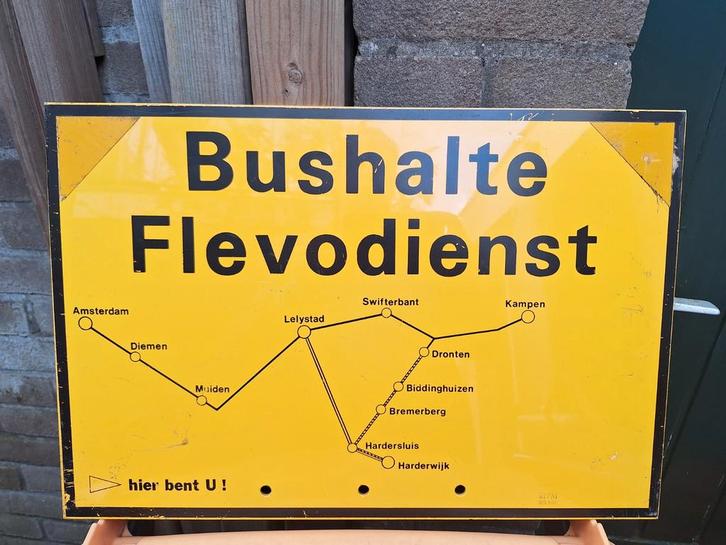 Bushalte
Flevodienst
Amsterdam
Diemen
Muiden
Lelystad
Swifterbant
Kampen
Dronten
Biddinghuizen
Bremerberg
Hardersluis
Harderwijk
hier bent U !